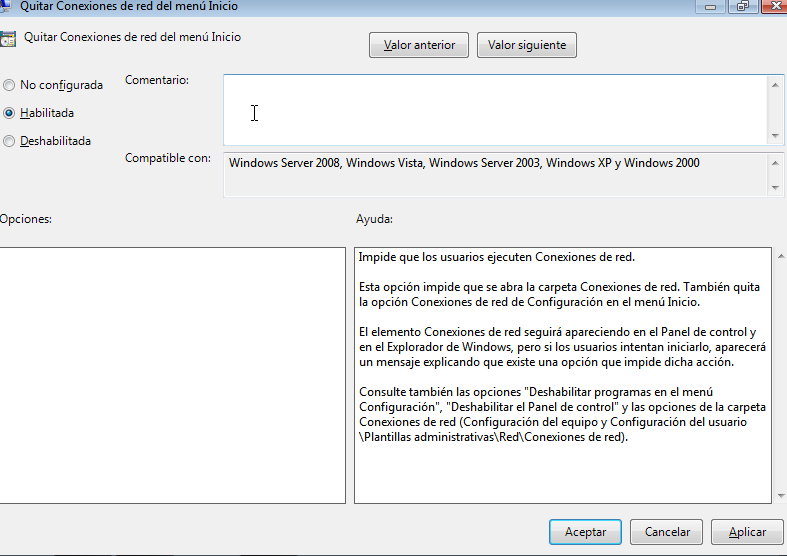 Quitar Conexiones de red del menú Inicio
Quitar Conexiones de red del menú Inicio
Valor anterior
Valor siguiente
No configurada
Habilitada
Deshabilitada
Comentario:
Compatible con:
Windows Server 2008, Windows Vista, Windows Server 2003, Windows XP y Windows 2000
Opciones:
Ayuda:
Impide que los usuarios ejecuten Conexiones de red.
Esta opción impide que se abra la carpeta Conexiones de red. También quita
la opción Conexiones de red de Configuración en el menú Inicio.
El elemento Conexiones de red seguirá apareciendo en el Panel de control y
en el Explorador de Windows, pero si los usuarios intentan iniciarlo, aparecerá
un mensaje explicando que existe una opción que impide dicha acción.
Consulte también las opciones "Deshabilitar programas en el menú
Configuración", "Deshabilitar el Panel de control" y las opciones de la carpeta
Conexiones de red (Configuración del equipo y Configuración del usuario
\Plantillas administrativas\Red\Conexiones de red).
Aceptar
Cancelar
Aplicar